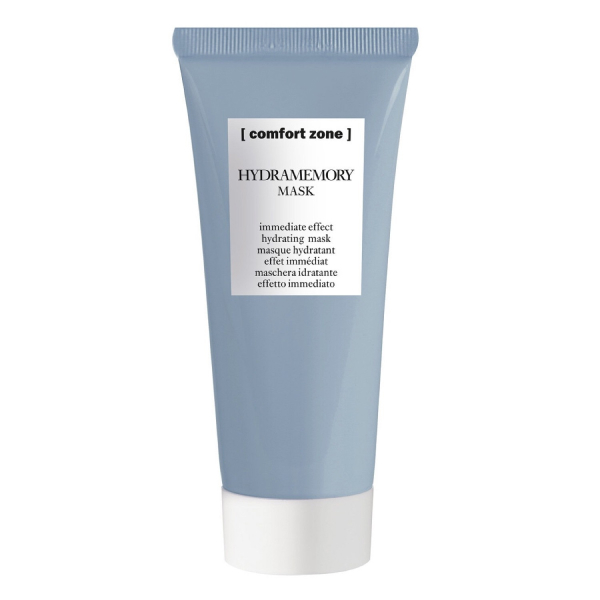 [ comfort zone ]
HYDRAMEMORY
MASK
immediate effect
hydrating mask
masque hydratant
effet immédiat
maschera idratante
effetto immediato